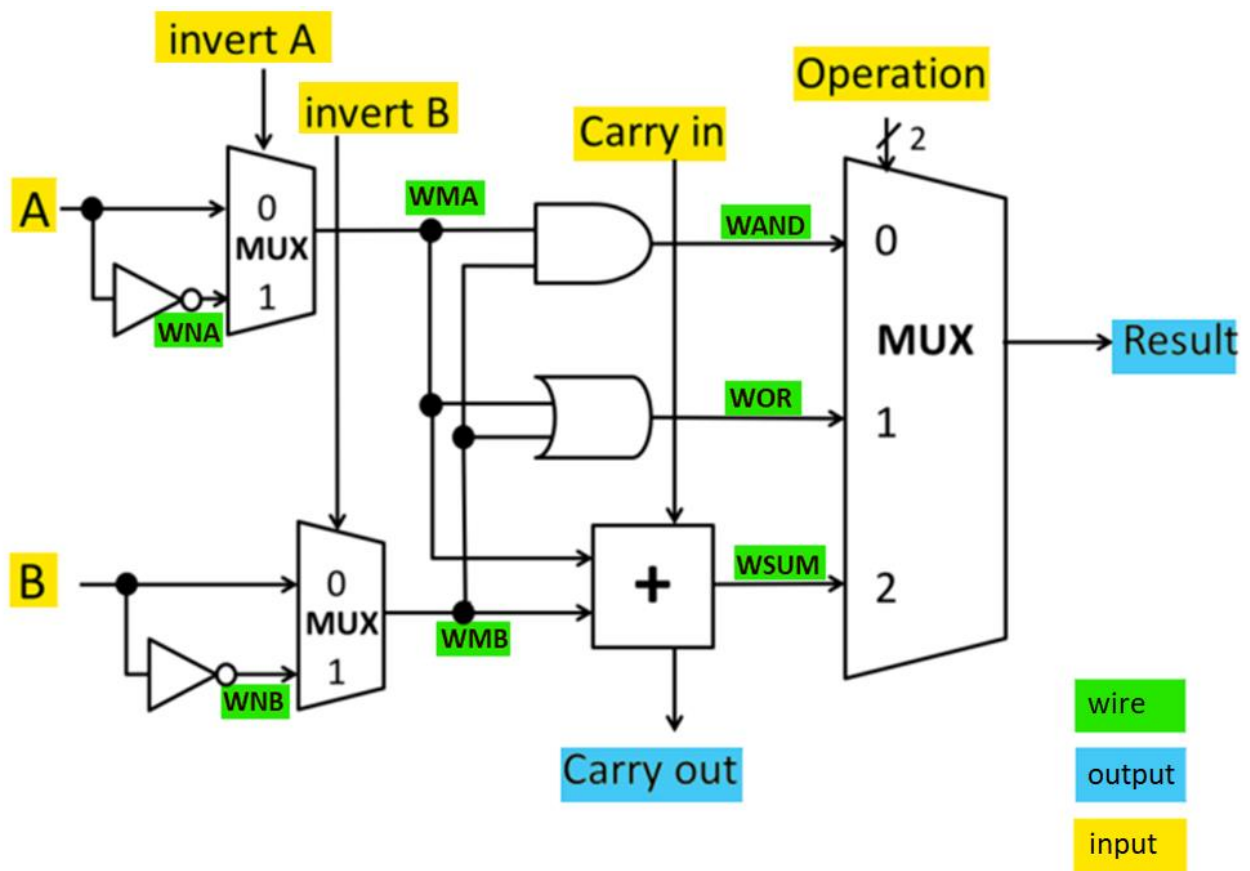 invert A
invert B
Operation
Carry in
2
A
0
MUX
1
WNA
WMA
WAND
0
MUX
Result
WOR
1
B
0
MUX
1
WNB
WMB
+
WSUM
2
Carry out
wire
output
input